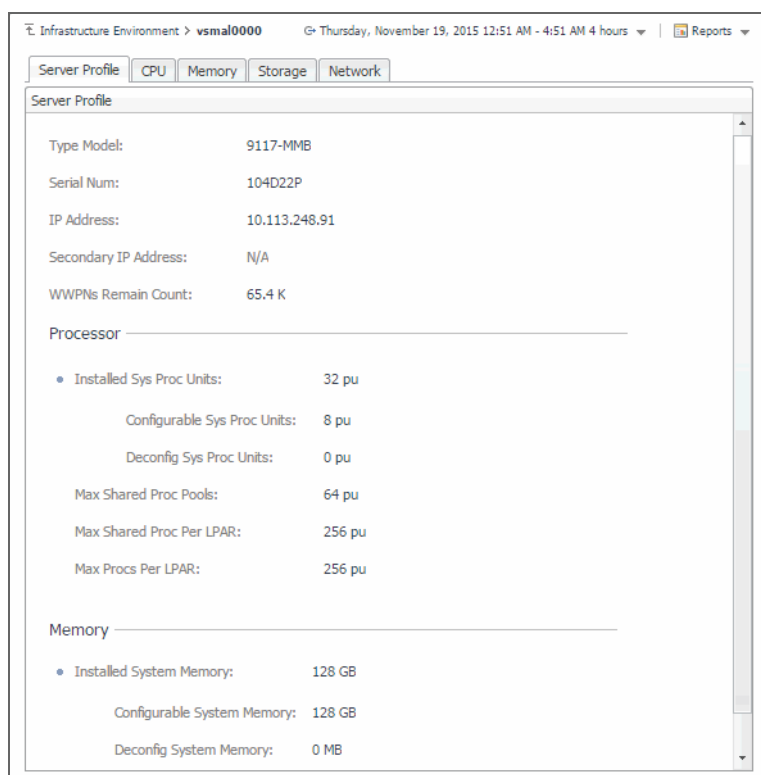 Infrastructure Environment > vsmal0000 Thursday, November 19, 2015 12:51 AM - 4:51 AM 4 hours | Reports
Server Profile CPU Memory Storage Network
Server Profile
Type Model: 9117-MMB
Serial Num: 104D22P
IP Address: 10.113.248.91
Secondary IP Address: N/A
WWPNs Remain Count: 65.4 K
Processor
Installed Sys Proc Units: 32 pu
Configurable Sys Proc Units: 8 pu
Deconfig Sys Proc Units: 0 pu
Max Shared Proc Pools: 64 pu
Max Shared Proc Per LPAR: 256 pu
Max Procs Per LPAR: 256 pu
Memory
Installed System Memory: 128 GB
Configurable System Memory: 128 GB
Deconfig System Memory: 0 MB